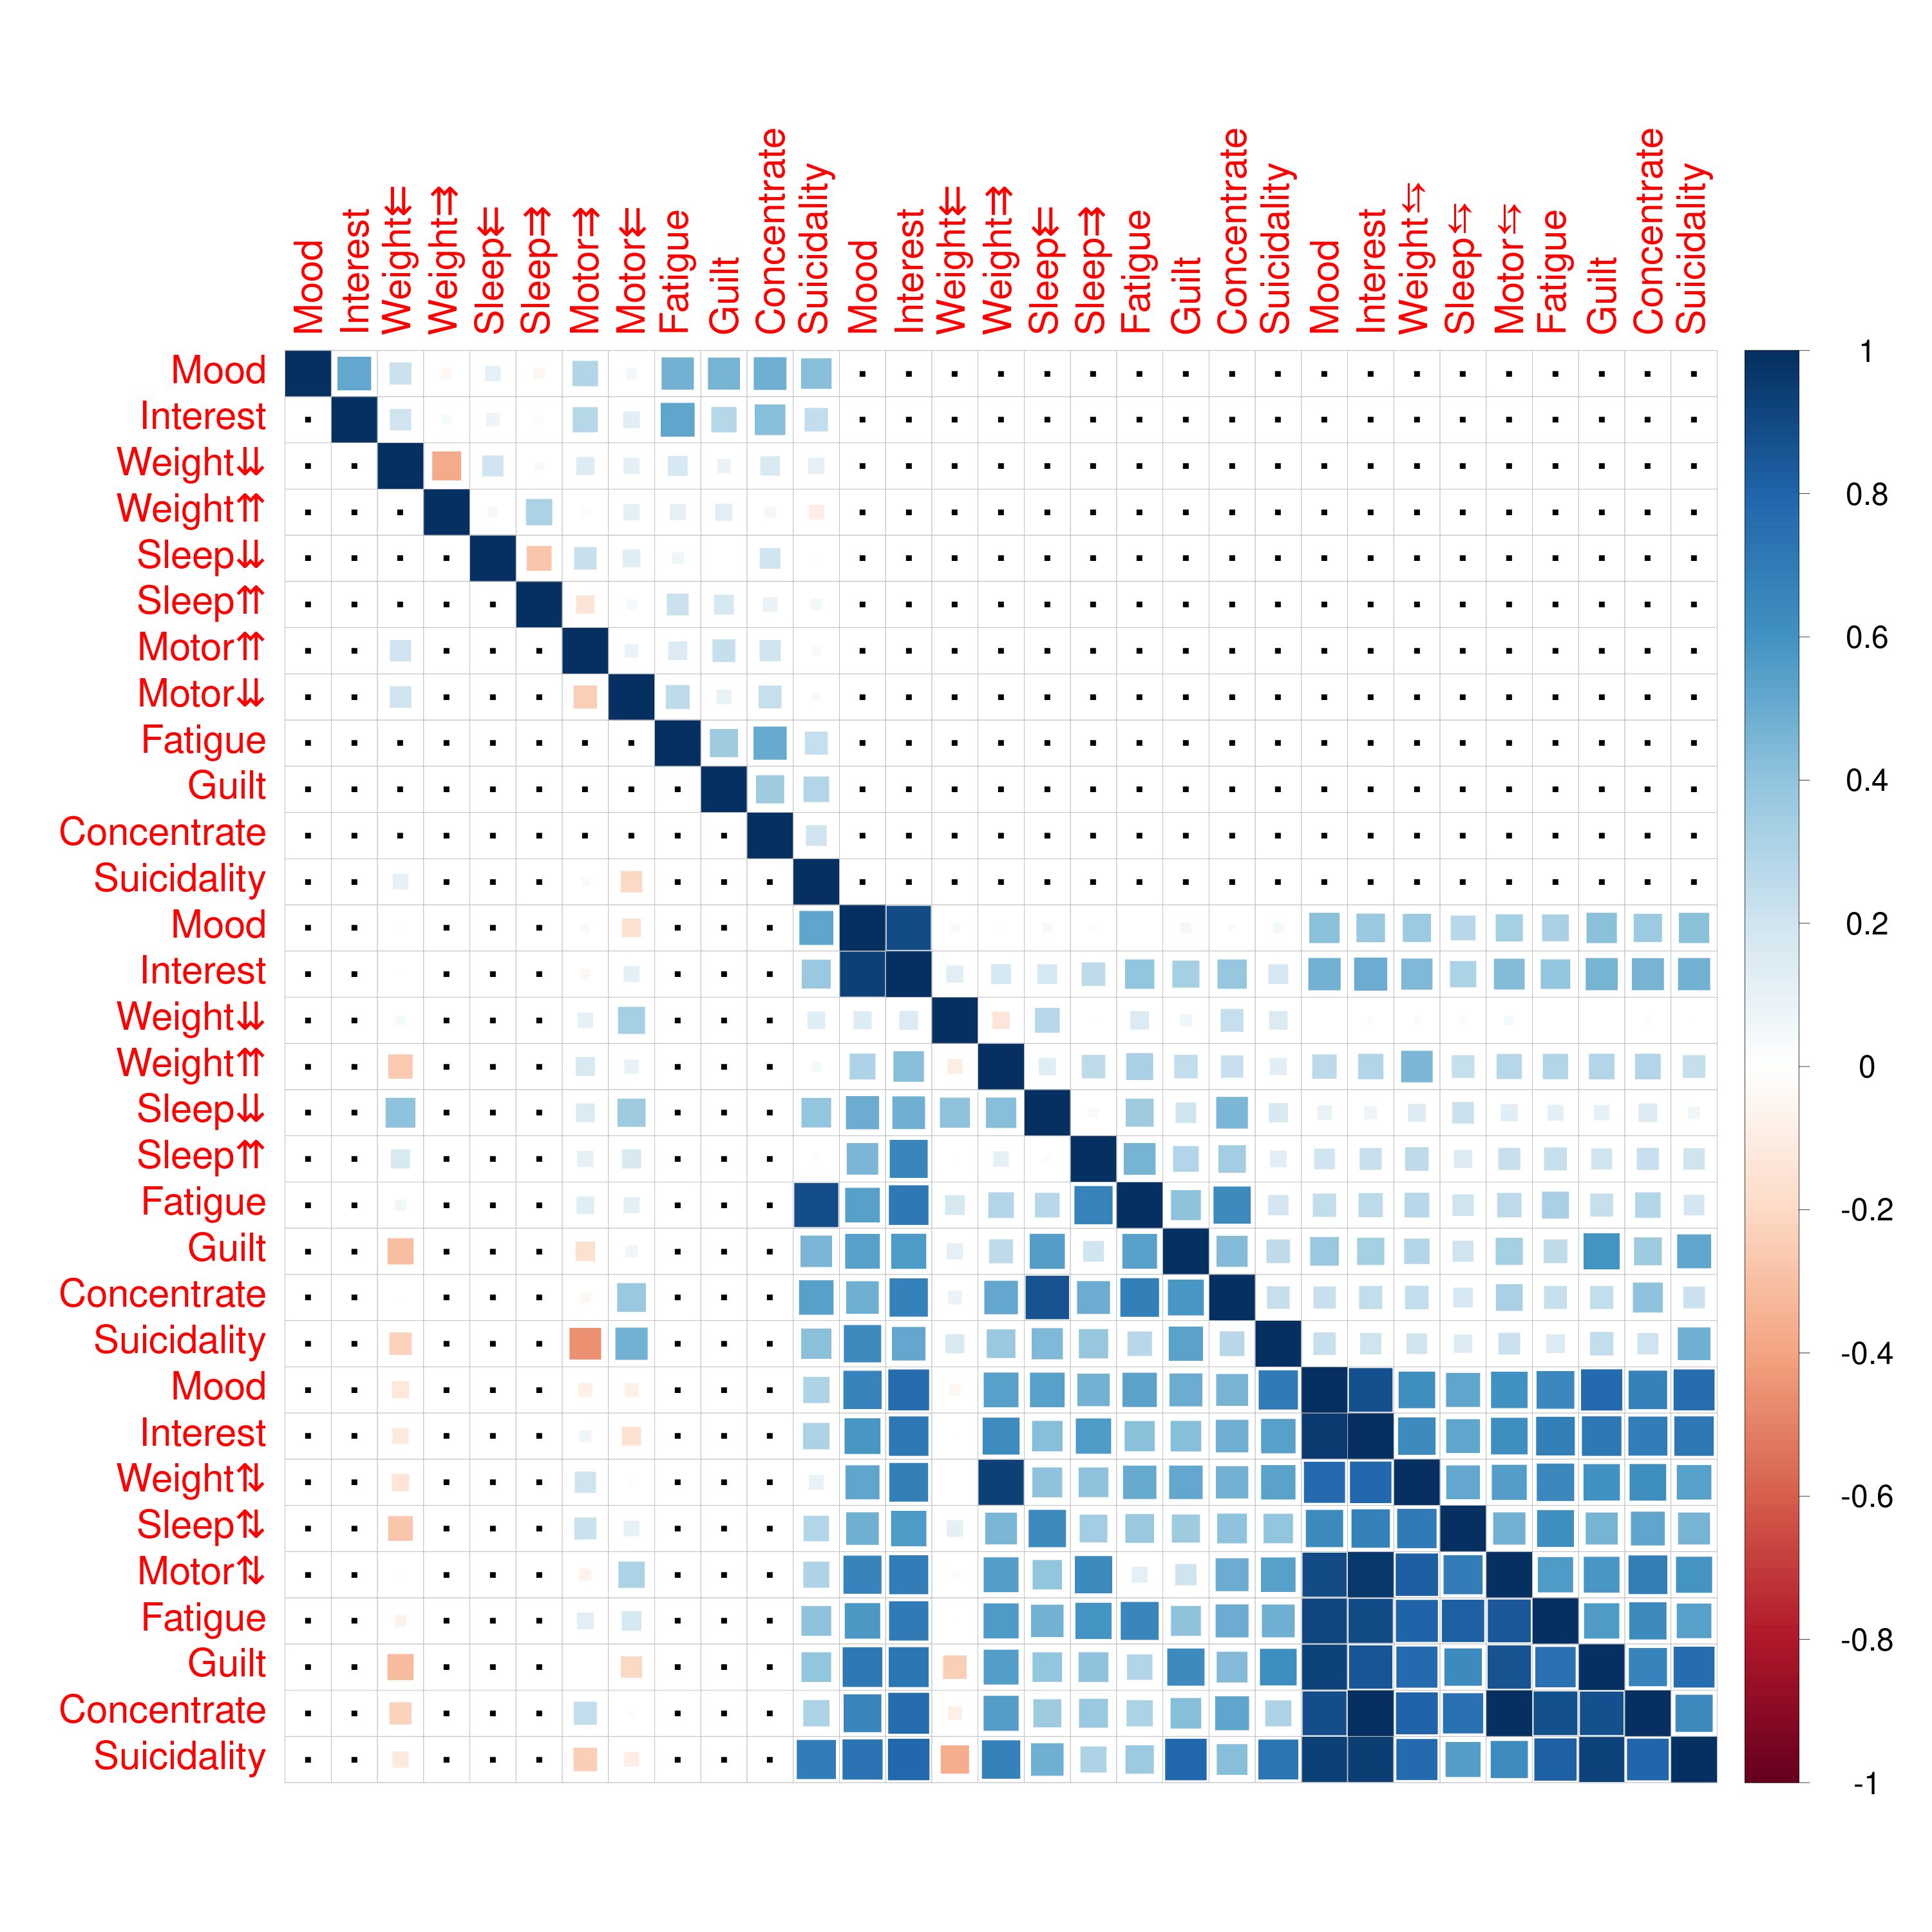 Mood
Interest
Weight⇊
Weight⇈
Sleep⇊
Sleep⇈
Motor⇈
Motor⇊
Fatigue
Guilt
Concentrate
Suicidality
Mood
Interest
Weight⇊
Weight⇈
Sleep⇊
Sleep⇈
Fatigue
Guilt
Concentrate
Suicidality
Mood
Interest
Weight⇅
Sleep⇅
Motor⇅
Fatigue
Guilt
Concentrate
Suicidality
Mood
Interest
Weight⇊
Weight⇈
Sleep⇊
Sleep⇈
Motor⇈
Motor⇊
Fatigue
Guilt
Concentrate
Suicidality
Mood
Interest
Weight⇊
Weight⇈
Sleep⇊
Sleep⇈
Fatigue
Guilt
Concentrate
Suicidality
Mood
Interest
Weight⇅
Sleep⇅
Motor⇅
Fatigue
Guilt
Concentrate
Suicidality
1
0.8
0.6
0.4
0.2
0
-0.2
-0.4
-0.6
-0.8
-1